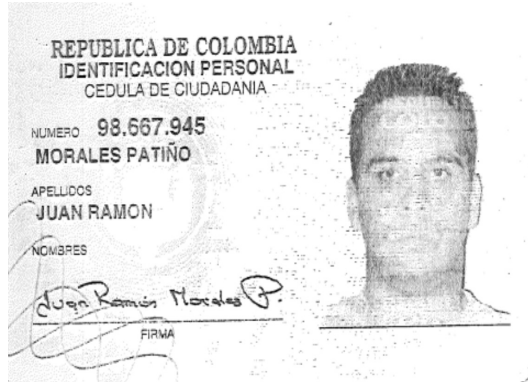 REPUBLICA DE COLOMBIA
IDENTIFICACION PERSONAL
CEDULA DE CIUDADANIA
NUMERO 98.667.945
MORALES PATIÑO
APELLIDOS
JUAN RAMON
NOMBRES
Juan Ramón Morales P.
FIRMA